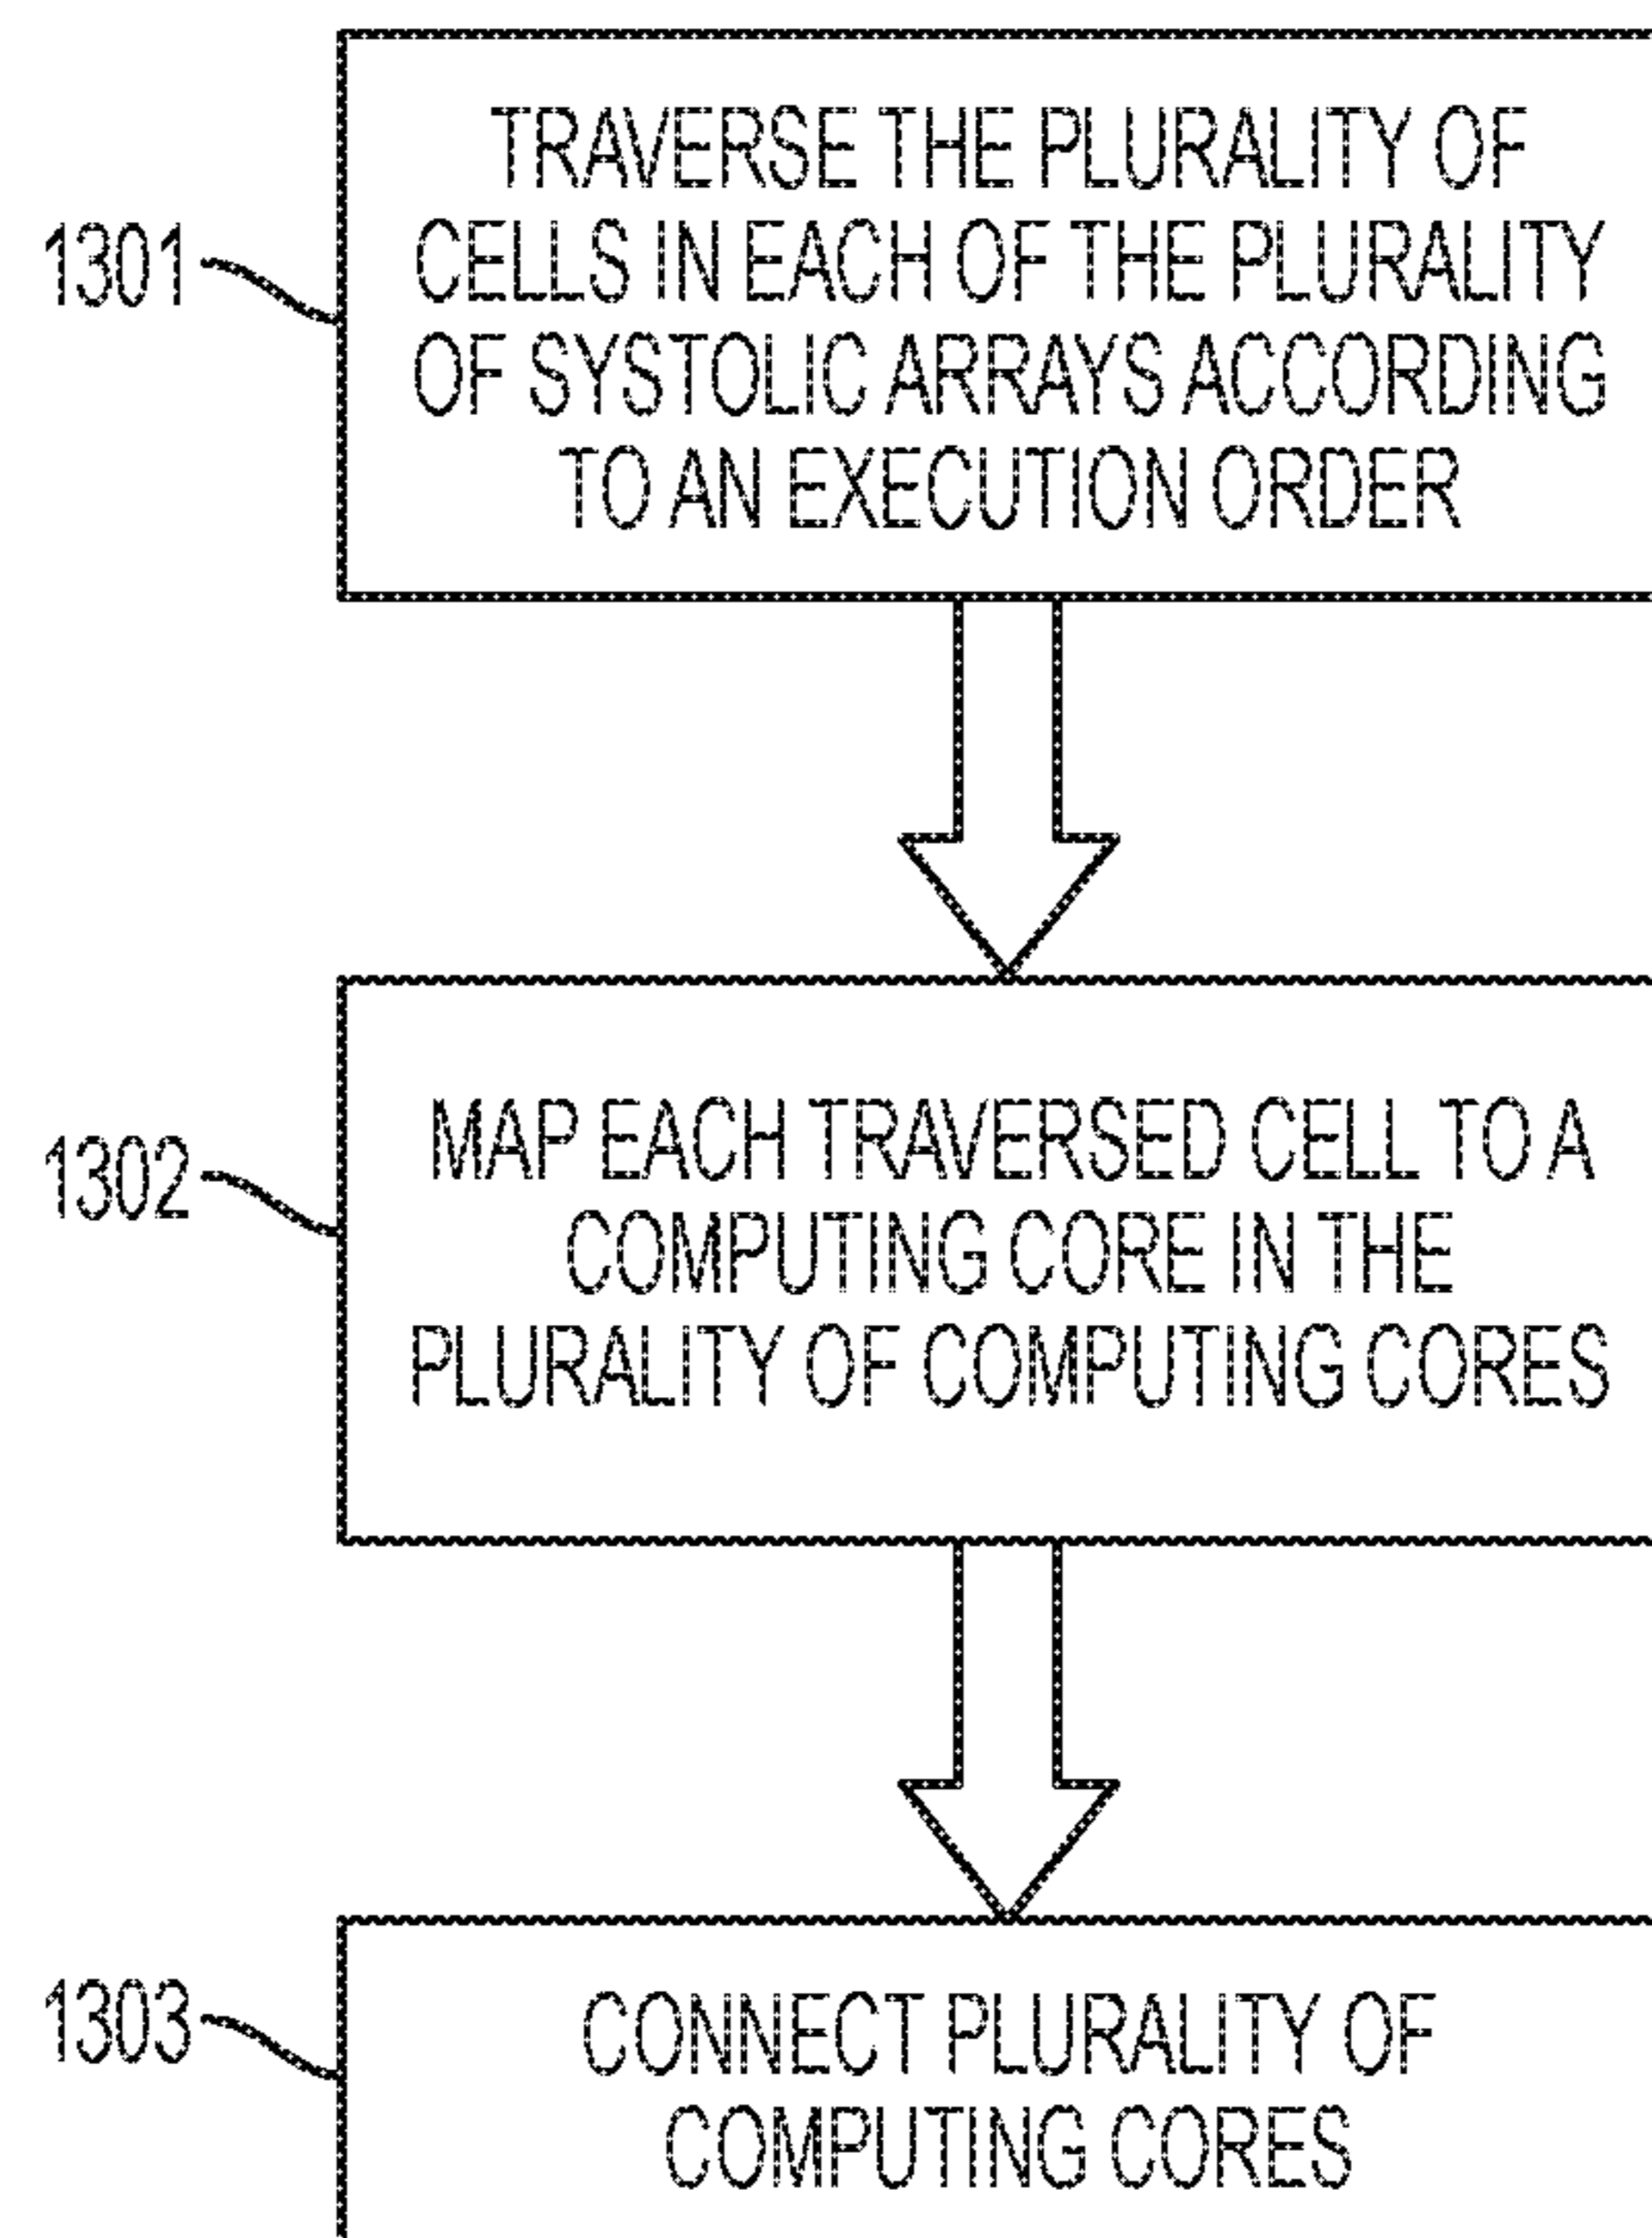 1301
TRAVERSE THE PLURALITY OF
CELLS IN EACH OF THE PLURALITY
OF SYSTOLIC ARRAYS ACCORDING
TO AN EXECUTION ORDER
1302
MAP EACH TRAVERSED CELL TO A
COMPUTING CORE IN THE
PLURALITY OF COMPUTING CORES
1303
CONNECT PLURALITY OF
COMPUTING CORES